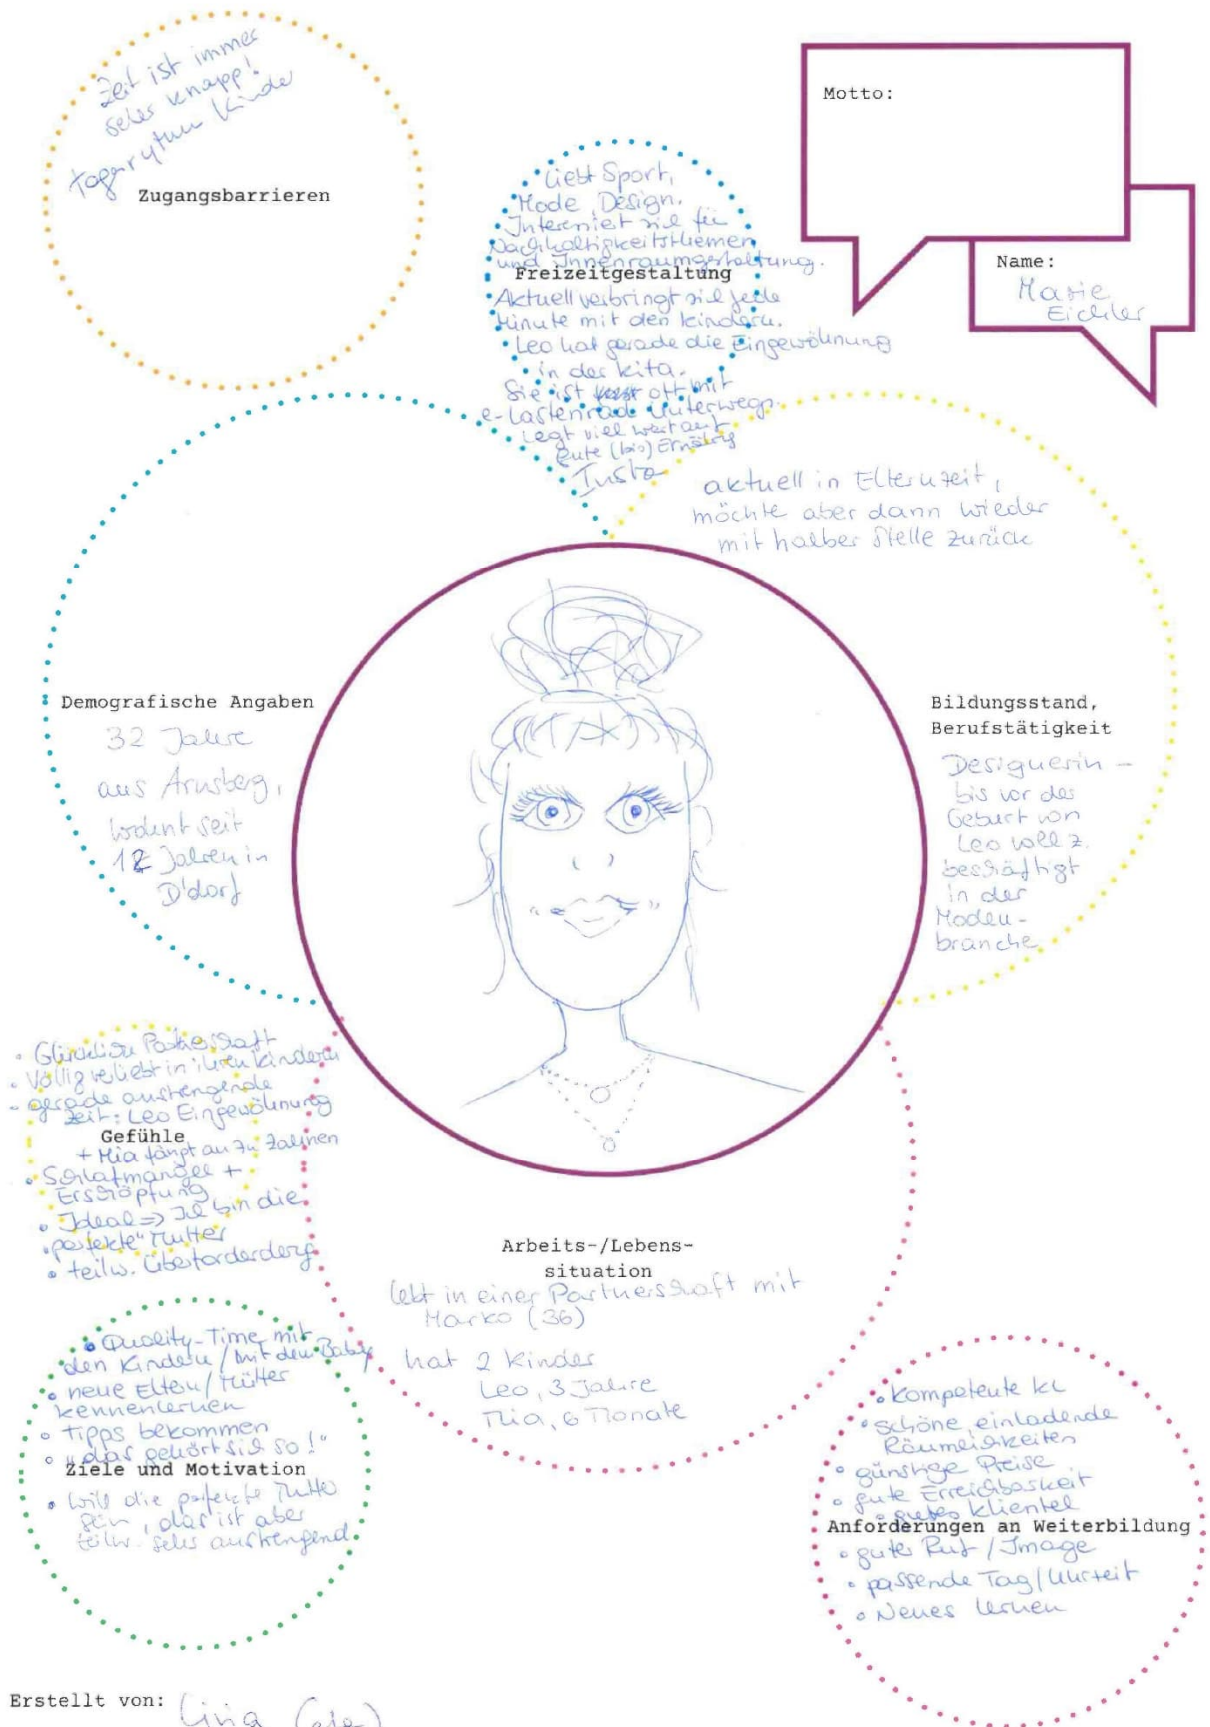 Zeit ist immer
sehr knapp!
Kinder
Zugangsbarrieren
Motto:
Name:
Marie
Eichler
Liebt Sport,
Mode, Design.
Interessiert sich für
Nachhaltigkeitsthemen
und Innenraumgestaltung.
Freizeitgestaltung
Aktuell verbringt sie jede
Minute mit den Kindern.
Leo hat gerade die Eingewöhnung
in der Kita.
Sie ist oft mit
e-Lastenrad unterwegs.
Legt viel wert auf
gute (bio) Ernährg
Insta
aktuell in Elternzeit,
möchte aber dann wieder
mit halber Stelle zurück
Demografische Angaben
32 Jahre
aus Arnsberg,
wohnt seit
12 Jahren in
D'dorf
Bildungsstand,
Berufstätigkeit
Designerin -
bis vor der
Geburt von
Leo vollz.
beschäftigt
in der
Moden-
branche
• Glückliche Partnerschaft
• Völlig verliebt in ihren Kindern
• gerade anstrengende
Zeit: Leo Eingewöhnung
Gefühle
+ Mia fängt an zu Zahnen
• Schlafmangel +
Erschöpfung
• Ideal => Ich bin die
"perfekte" Mutter
• teilw. Überforderung
Arbeits-/Lebens-
situation
lebt in einer Partnerschaft mit
Marko (36)
hat 2 Kinder
Leo, 3 Jahre
Mia, 6 Monate
• Quality-Time mit
den Kindern / mit dem Baby
• neue Eltern / Mütter
kennenlernen
• Tipps bekommen
• "das gehört sich so!"
Ziele und Motivation
• will die perfekte Mutter
sein, das ist aber
teilw. sehr anstrengend
• kompetente KL
• schöne einladende
Räumlichkeiten
• günstige Preise
• gute Erreichbarkeit
• gutes Klientel
Anforderungen an Weiterbildung
• guter Ruf / Image
• passende Tag/Uhrzeit
• Neues lernen
Erstellt von: